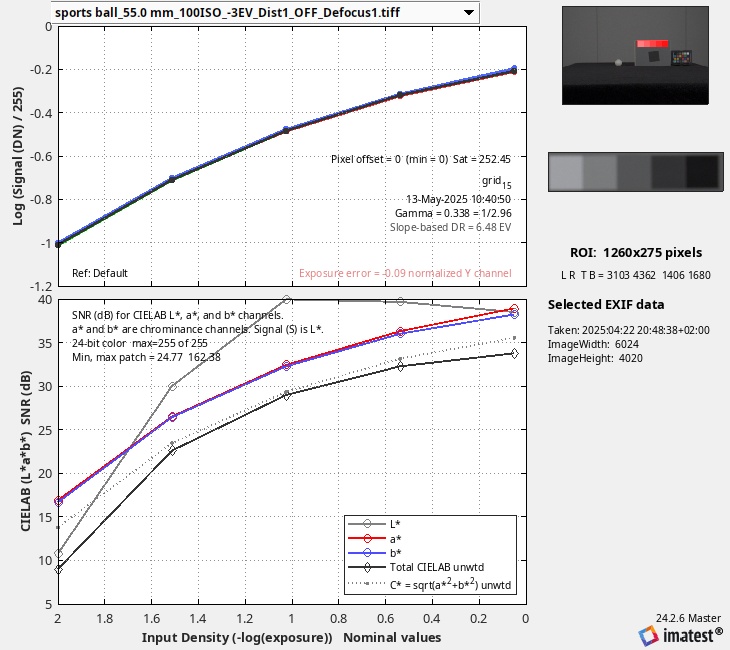 sports ball_55.0 mm_100ISO_-3EV_Dist1_OFF_Defocus1.tiff
0
-0.2
-0.4
-0.6
-0.8
-1
-1.2
Log (Signal (DN) / 255)
Pixel offset = 0 (min = 0) Sat = 252.45
grid15
13-May-2025 10:40:50
Gamma = 0.338 = 1/2.96
Slope-based DR = 6.48 EV
Ref: Default
Exposure error = -0.09 normalized Y channel
40
35
30
25
20
15
10
5
CIELAB (L*a*b*) SNR (dB)
SNR (dB) for CIELAB L*, a*, and b* channels.
a* and b* are chrominance channels. Signal (S) is L*.
24-bit color max=255 of 255
Min, max patch = 24.77 162.38
L*
a*
b*
Total CIELAB unwtd
C* = sqrt(a*2+b*2) unwtd
2 1.8 1.6 1.4 1.2 1 0.8 0.6 0.4 0.2 0
Input Density (-log(exposure)) Nominal values
ROI: 1260x275 pixels
L R T B = 3103 4362 1406 1680
Selected EXIF data
Taken: 2025:04:22 20:48:38+02:00
ImageWidth: 6024
ImageHeight: 4020
24.2.6 Master
imatest®